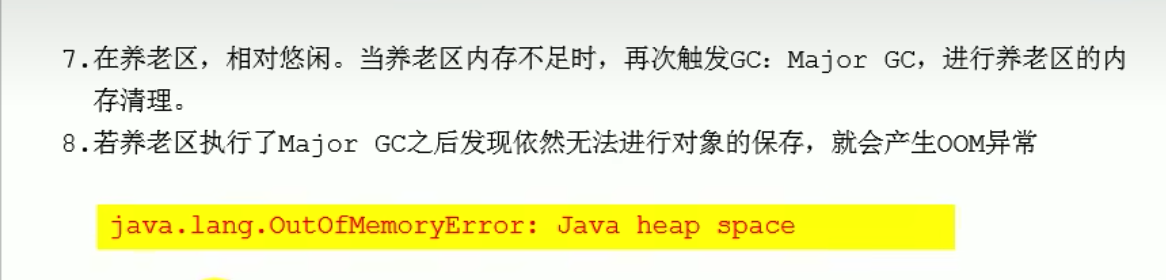 7.在养老区，相对悠闲。当养老区内存不足时，再次触发GC：Major GC，进行养老区的内
存清理。
8.若养老区执行了Major GC之后发现依然无法进行对象的保存，就会产生OOM异常
java.lang.OutOfMemoryError: Java heap space